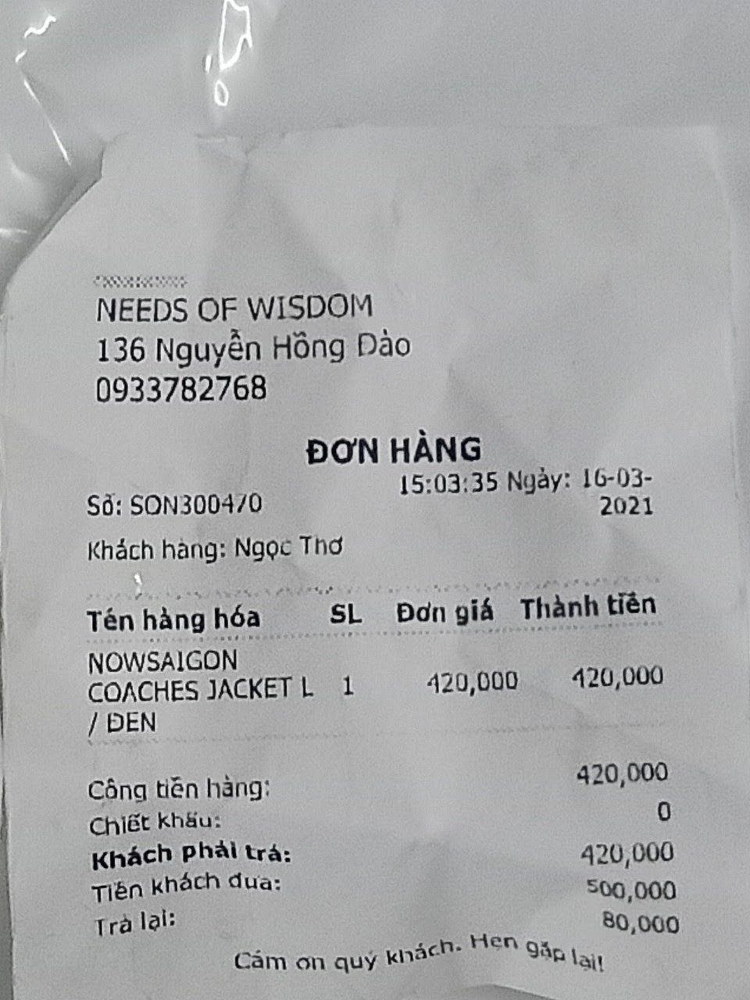 NEEDS OF WISDOM
136 Nguyễn Hồng Đào
0933782768
ĐƠN HÀNG
15:03:35 Ngày: 16-03-
2021
Số: SON300470
Khách hàng: Ngọc Thơ
Tên hàng hóa SL Đơn giá Thành tiền
NOWSAIGON
COACHES JACKET L 1 420,000 420,000
/ ĐEN
Cộng tiền hàng: 420,000
Chiết khấu: 0
Khách phải trả: 420,000
Tiền khách đưa: 500,000
Trả lại: 80,000
Cám ơn quý khách. Hẹn gặp lại!